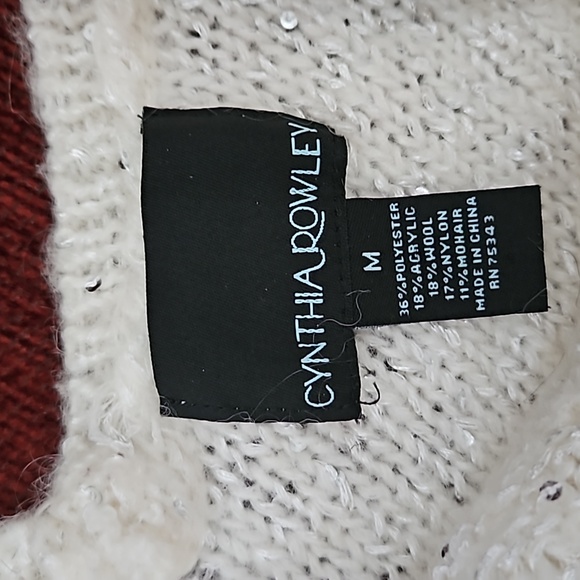 CYNTHIA ROWLEY
M
36% POLYESTER
18% ACRYLIC
18% WOOL
17% NYLON
11% MOHAIR
MADE IN CHINA
RN 75343